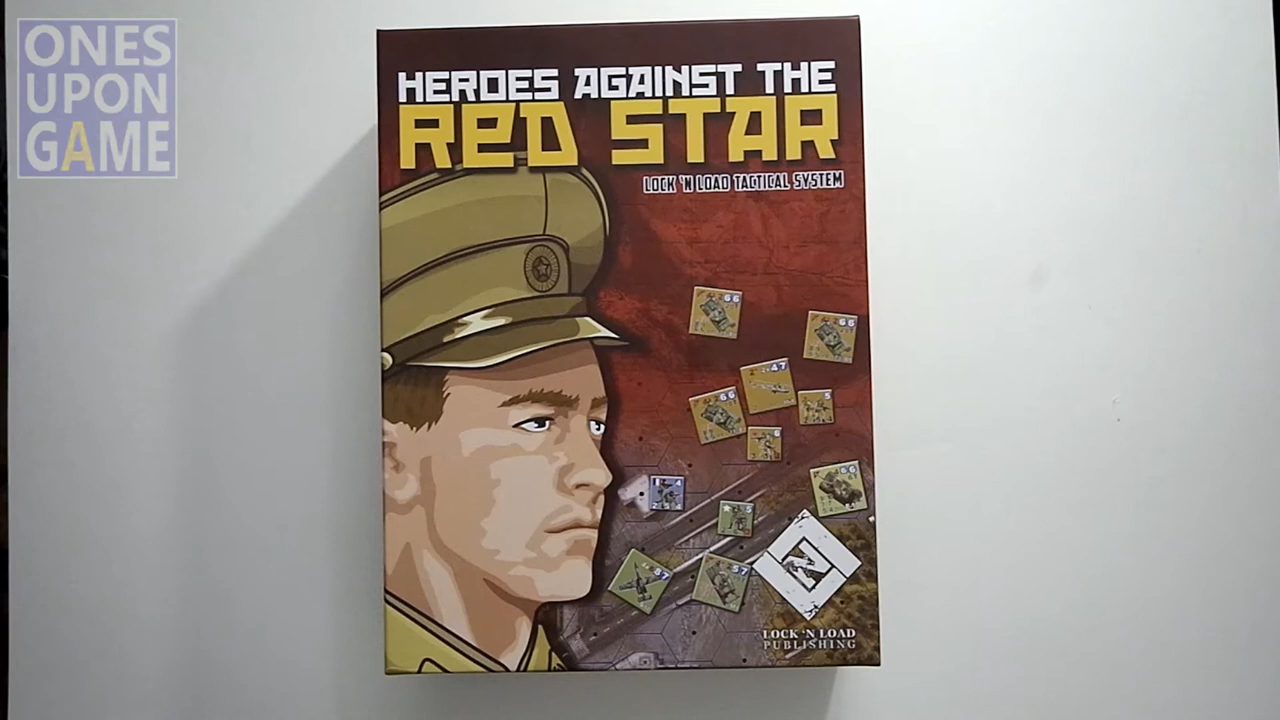 ONES
UPON
GAME
HEROES AGAINST THE
RED STAR
LOCK 'N LOAD TACTICAL SYSTEM
LOCK 'N LOAD
PUBLISHING